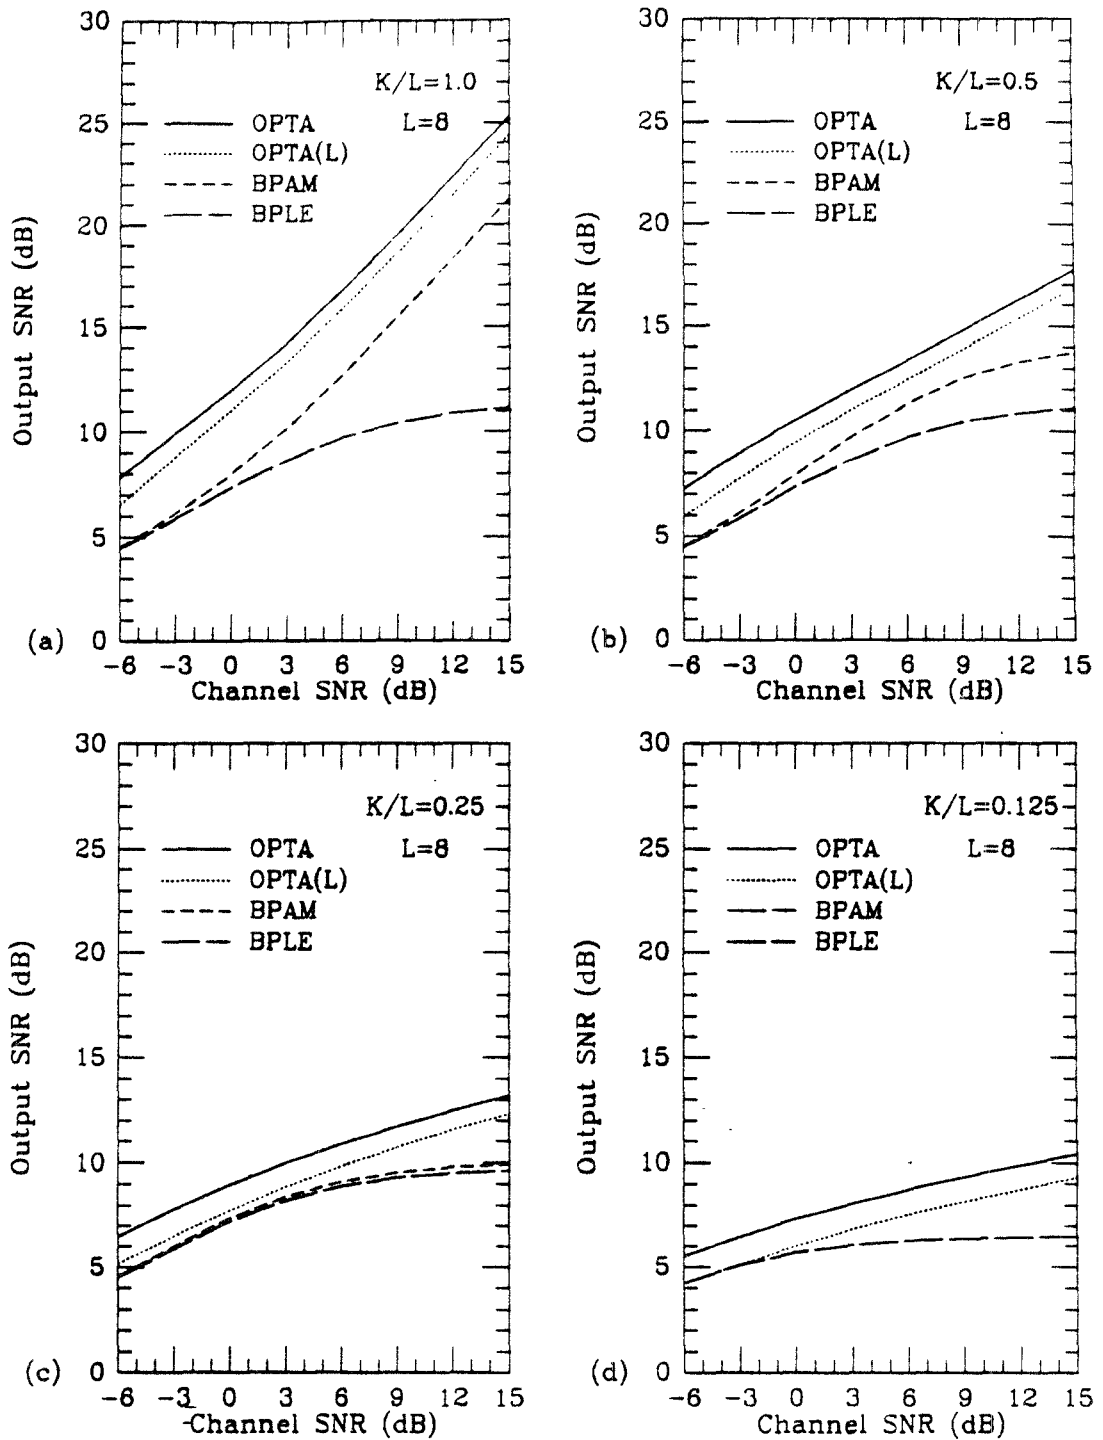 30
25
20
15
10
5
0
Output SNR (dB)
K/L=1.0
L=8
OPTA
OPTA(L)
BPAM
BPLE
(a)
-6 -3 0 3 6 9 12 15
Channel SNR (dB)
30
25
20
15
10
5
0
Output SNR (dB)
K/L=0.5
L=8
OPTA
OPTA(L)
BPAM
BPLE
(b)
-6 -3 0 3 6 9 12 15
Channel SNR (dB)
30
25
20
15
10
5
0
Output SNR (dB)
K/L=0.25
L=8
OPTA
OPTA(L)
BPAM
BPLE
(c)
-6 -3 0 3 6 9 12 15
Channel SNR (dB)
30
25
20
15
10
5
0
Output SNR (dB)
K/L=0.125
L=8
OPTA
OPTA(L)
BPAM
BPLE
(d)
-6 -3 0 3 6 9 12 15
Channel SNR (dB)